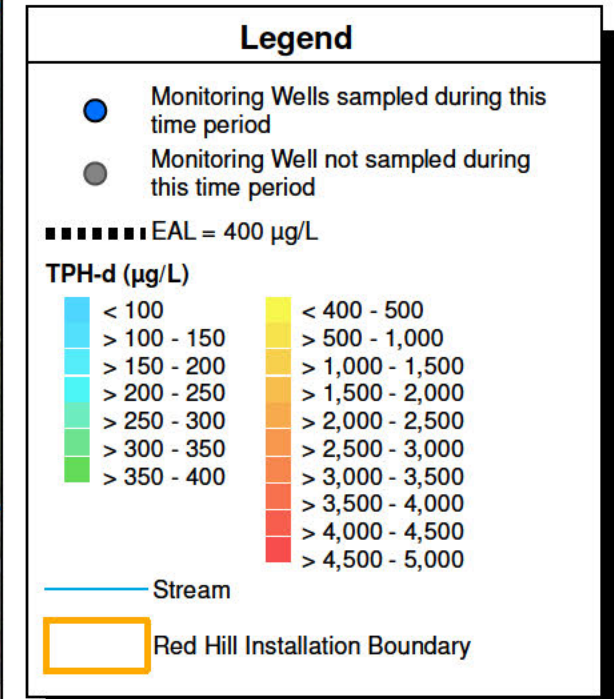 Legend
Monitoring Wells sampled during this
time period
Monitoring Well not sampled during
this time period
EAL = 400 µg/L
TPH-d (µg/L)
< 100
> 100 - 150
> 150 - 200
> 200 - 250
> 250 - 300
> 300 - 350
> 350 - 400
< 400 - 500
> 500 - 1,000
> 1,000 - 1,500
> 1,500 - 2,000
> 2,000 - 2,500
> 2,500 - 3,000
> 3,000 - 3,500
> 3,500 - 4,000
> 4,000 - 4,500
> 4,500 - 5,000
Stream
Red Hill Installation Boundary